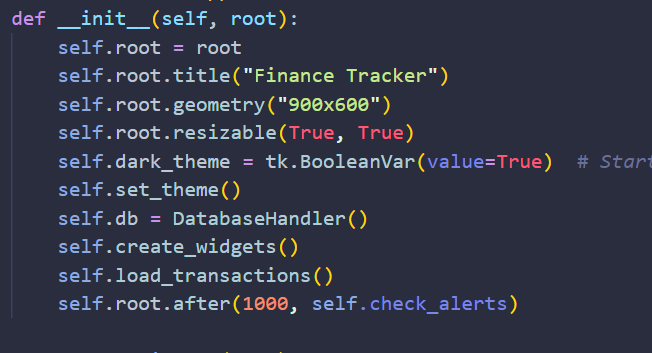 def __init__(self, root):
    self.root = root
    self.root.title("Finance Tracker")
    self.root.geometry("900x600")
    self.root.resizable(True, True)
    self.dark_theme = tk.BooleanVar(value=True)  # Start
    self.set_theme()
    self.db = DatabaseHandler()
    self.create_widgets()
    self.load_transactions()
    self.root.after(1000, self.check_alerts)